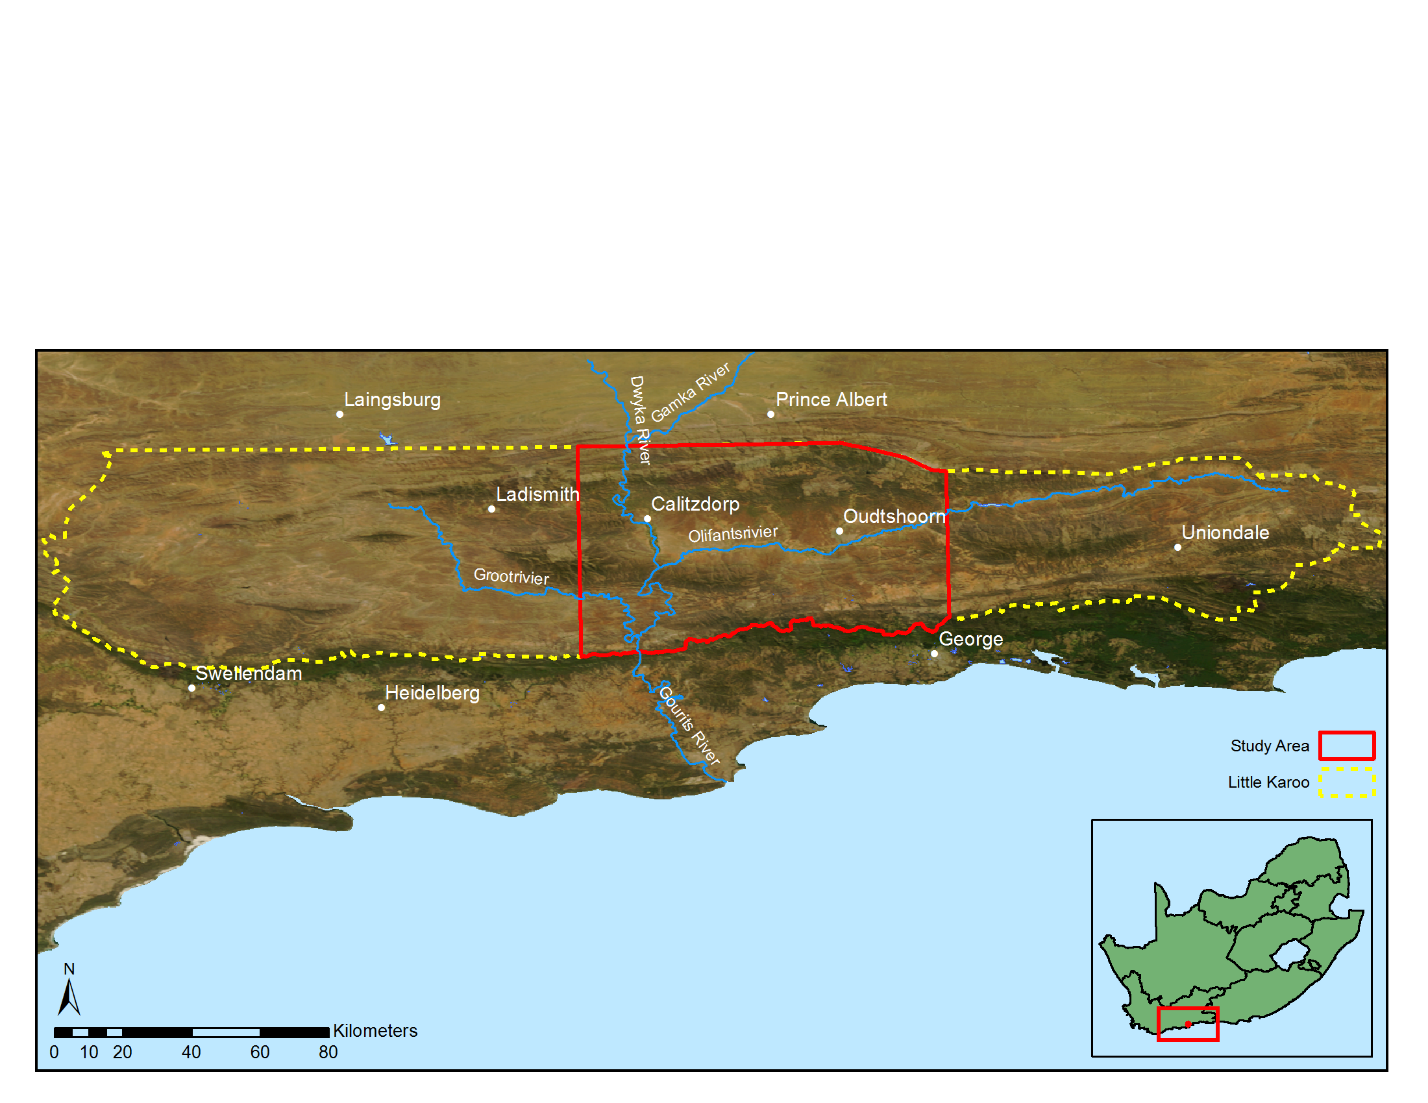 Laingsburg
Dwyka River
Gamka River
Prince Albert
Ladismith
Calitzdorp
Oudtshoorn
Olifantsrivier
Uniondale
Grootrivier
George
Swellendam
Heidelberg
Gourits River
Study Area
Little Karoo
N
Kilometers
0 10 20 40 60 80